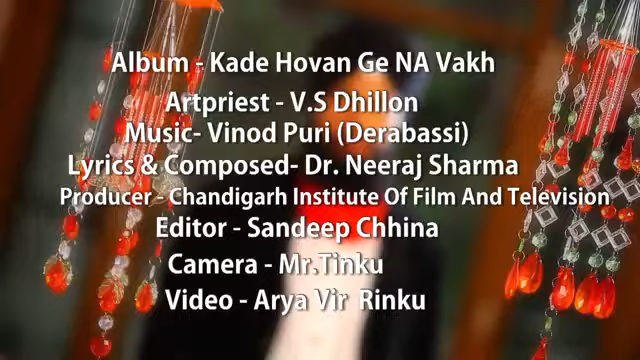 Album - Kade Hovan Ge NA Vakh
Artpriest - V.S Dhillon
Music- Vinod Puri (Derabassi)
Lyrics & Composed- Dr. Neeraj Sharma
Producer - Chandigarh Institute Of Film And Television
Editor - Sandeep Chhina
Camera - Mr.Tinku
Video - Arya Vir Rinku